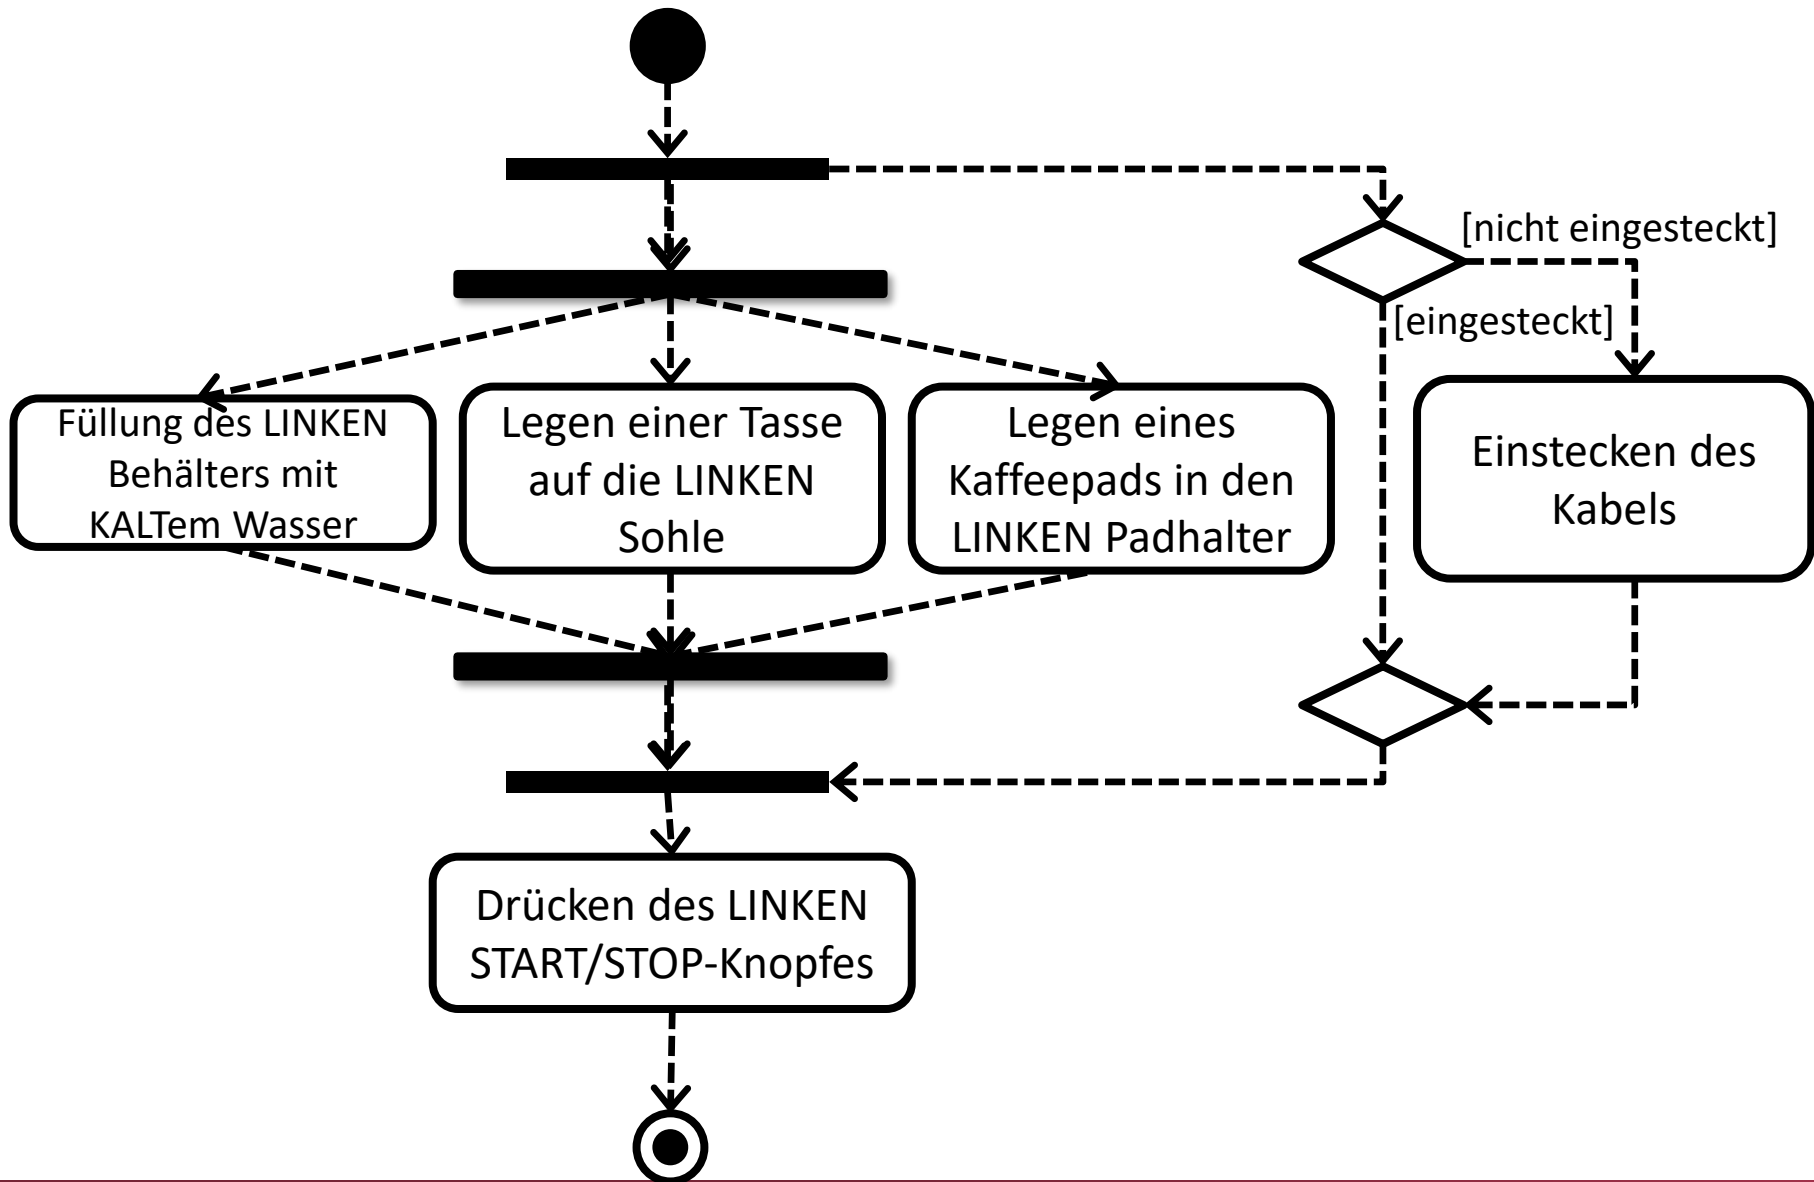 [nicht eingesteckt]
[eingesteckt]
Füllung des LINKEN
Behälters mit
KALTem Wasser
Legen einer Tasse
auf die LINKEN
Sohle
Legen eines
Kaffeepads in den
LINKEN Padhalter
Einstecken des
Kabels
Drücken des LINKEN
START/STOP-Knopfes